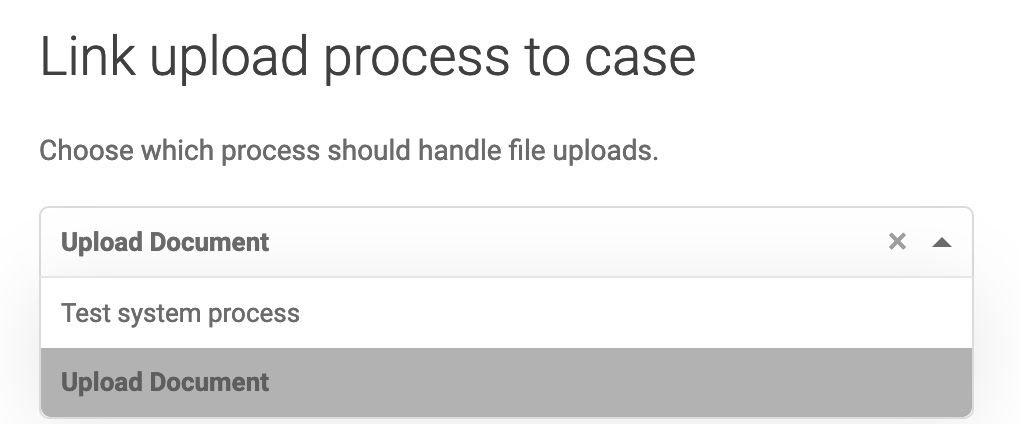 Link upload process to case
Choose which process should handle file uploads.
Upload Document
Test system process
Upload Document